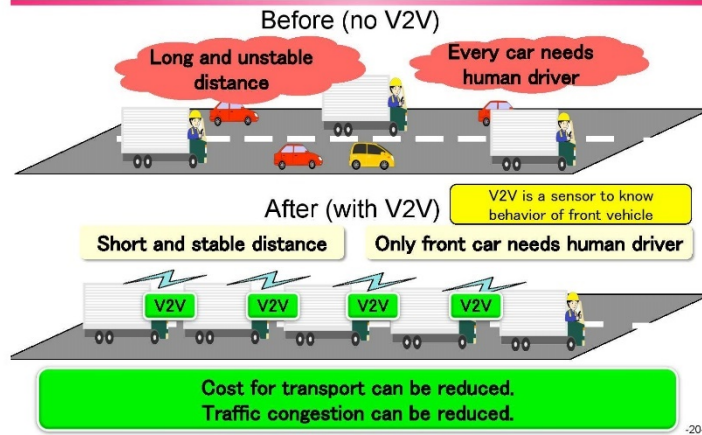 Before (no V2V)
Long and unstable
distance
Every car needs
human driver
After (with V2V)
V2V is a sensor to know
behavior of front vehicle
Short and stable distance
Only front car needs human driver
V2V
V2V
V2V
V2V
Cost for transport can be reduced.
Traffic congestion can be reduced.